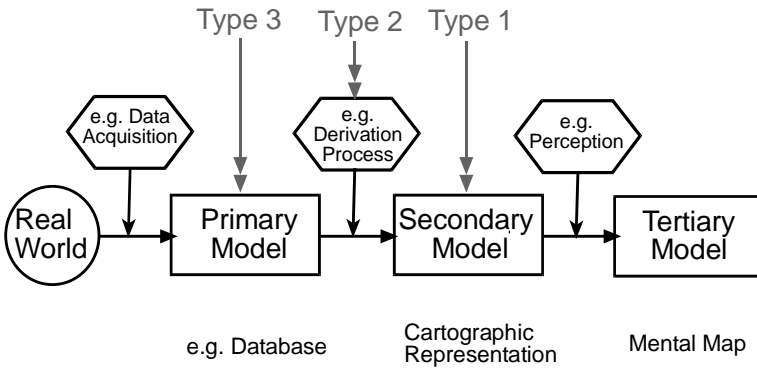 Type 3
Type 2
Type 1
e.g. Data
Acquisition
e.g.
Derivation
Process
e.g.
Perception
Real
World
Primary
Model
Secondary
Model
Tertiary
Model
e.g. Database
Cartographic
Representation
Mental Map